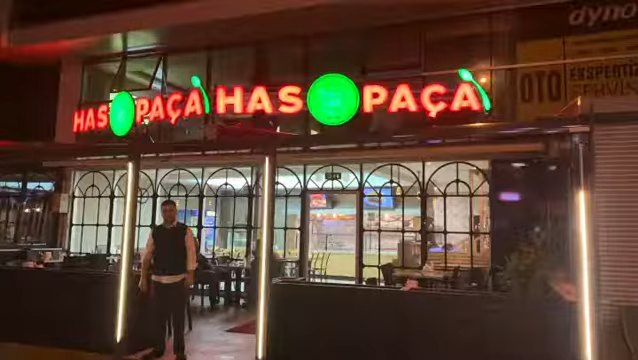 HAS PAÇA
HAS PAÇA
dyno
OTO EKSPERTİZ
SERVİS